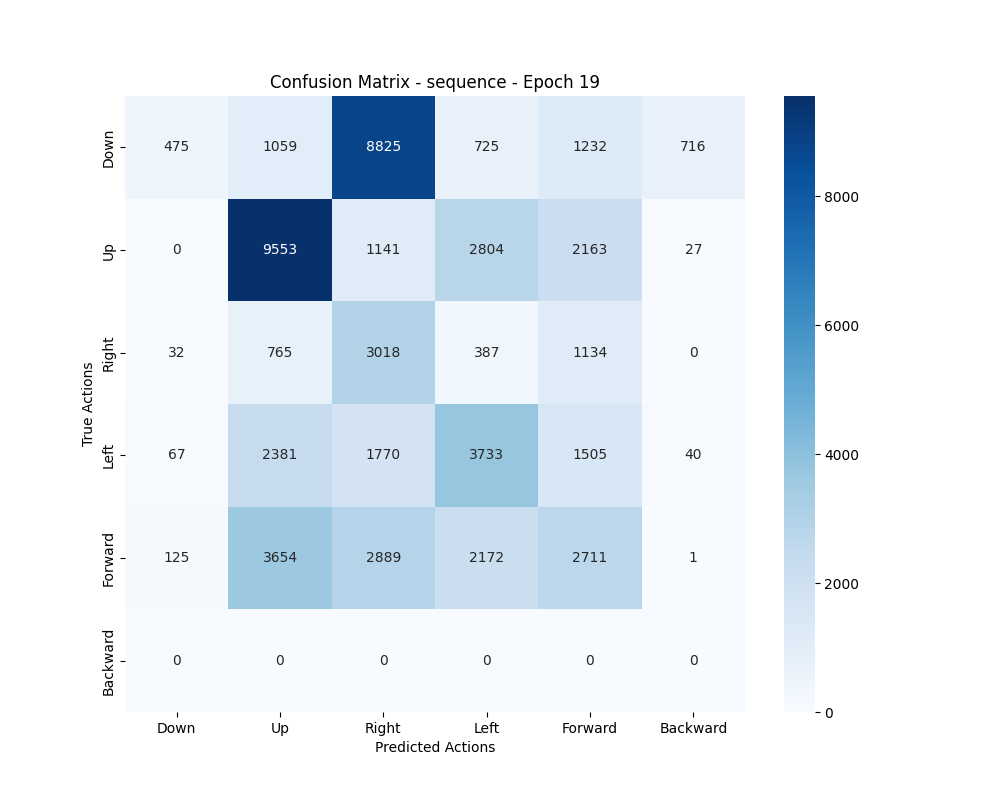 Confusion Matrix - sequence - Epoch 19
True Actions
Down 475 1059 8825 725 1232 716
Up 0 9553 1141 2804 2163 27
Right 32 765 3018 387 1134 0
Left 67 2381 1770 3733 1505 40
Forward 125 3654 2889 2172 2711 1
Backward 0 0 0 0 0 0
Down Up Right Left Forward Backward
Predicted Actions
8000
6000
4000
2000
0